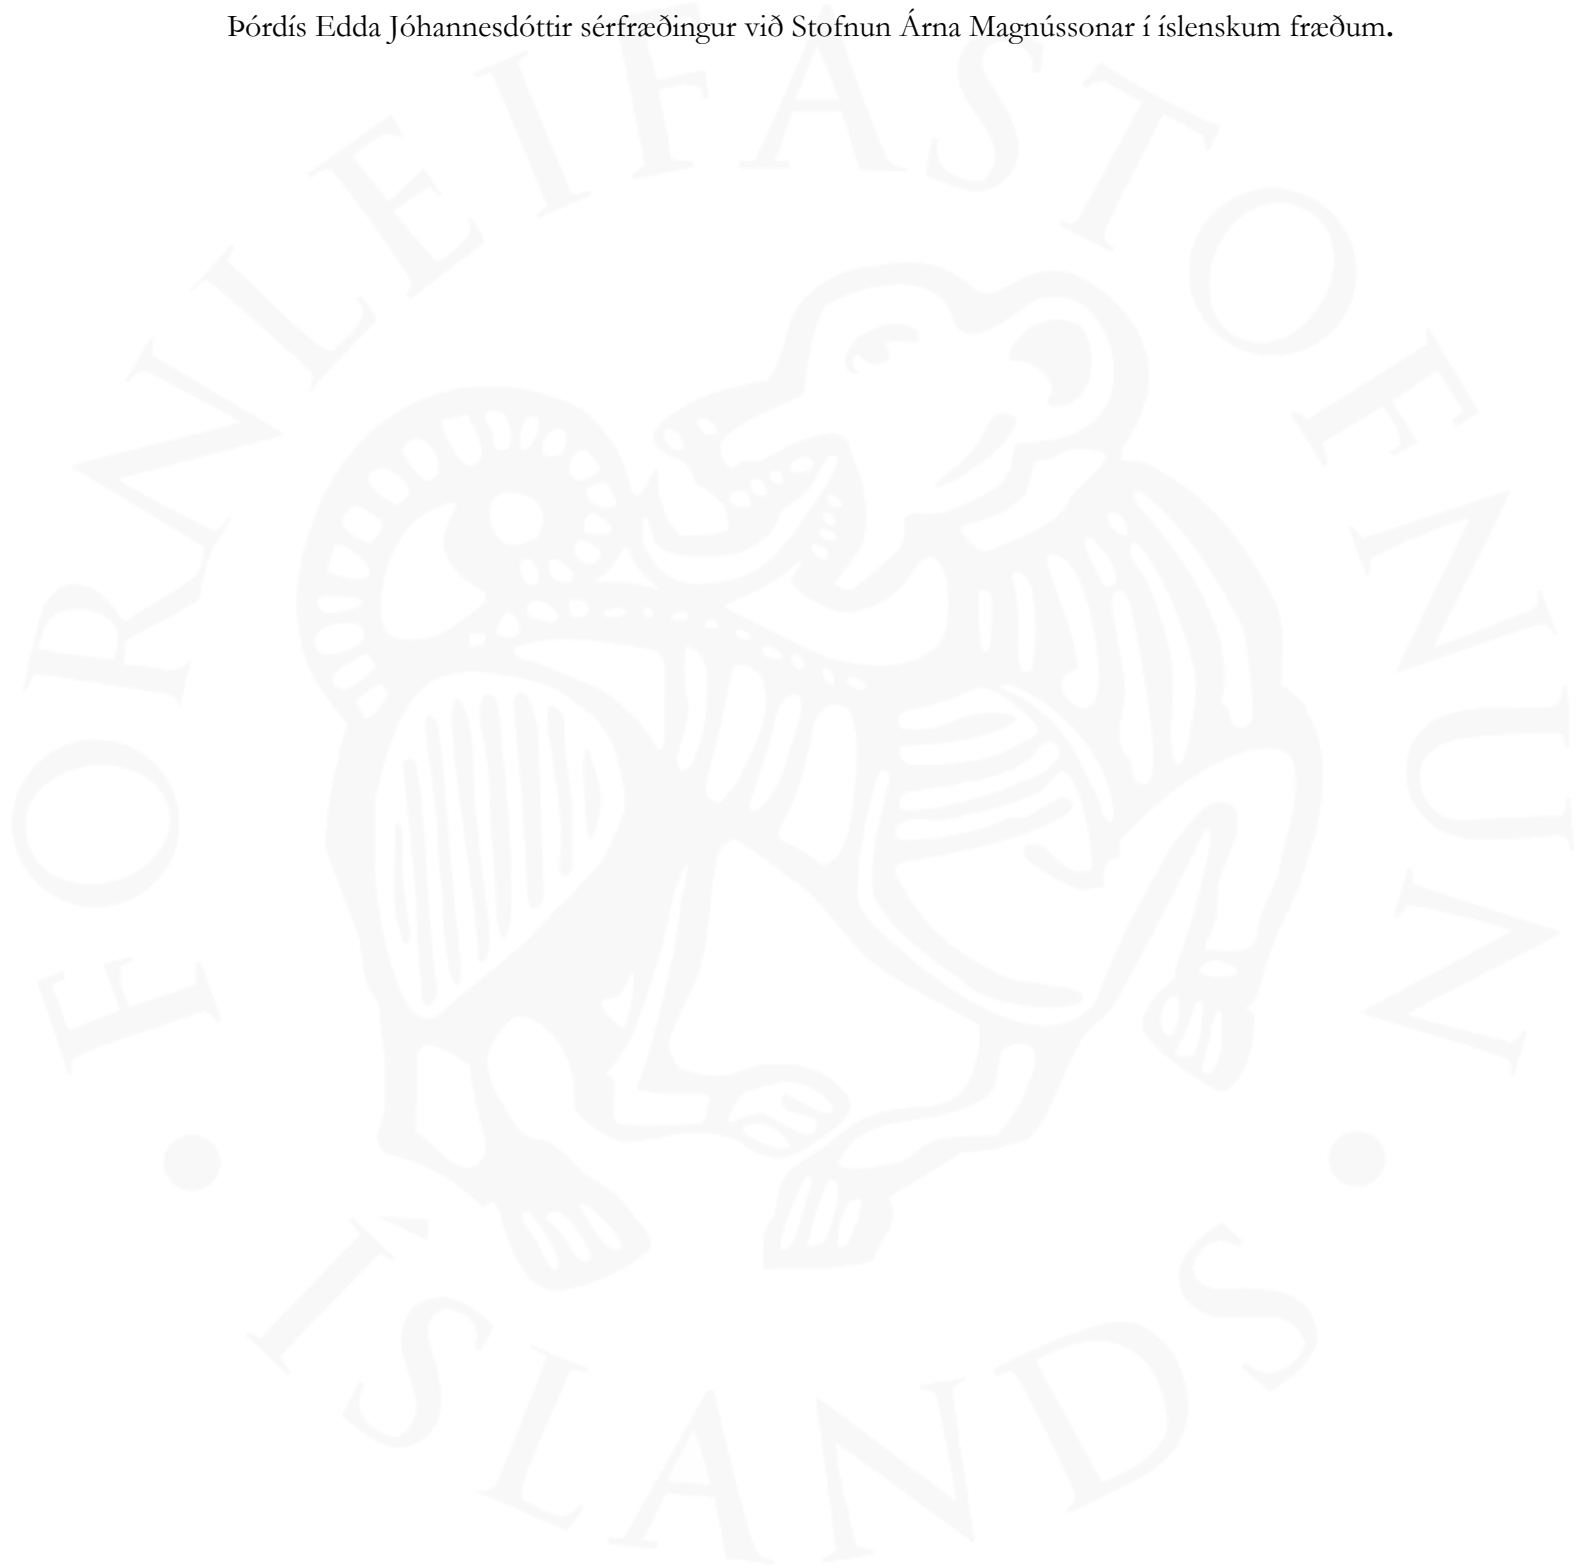 Þórdís Edda Jóhannesdóttir sérfræðingur við Stofnun Árna Magnússonar í íslenskum fræðum.
· FORNLEIFASTOFNUN ·
ÍSLANDS